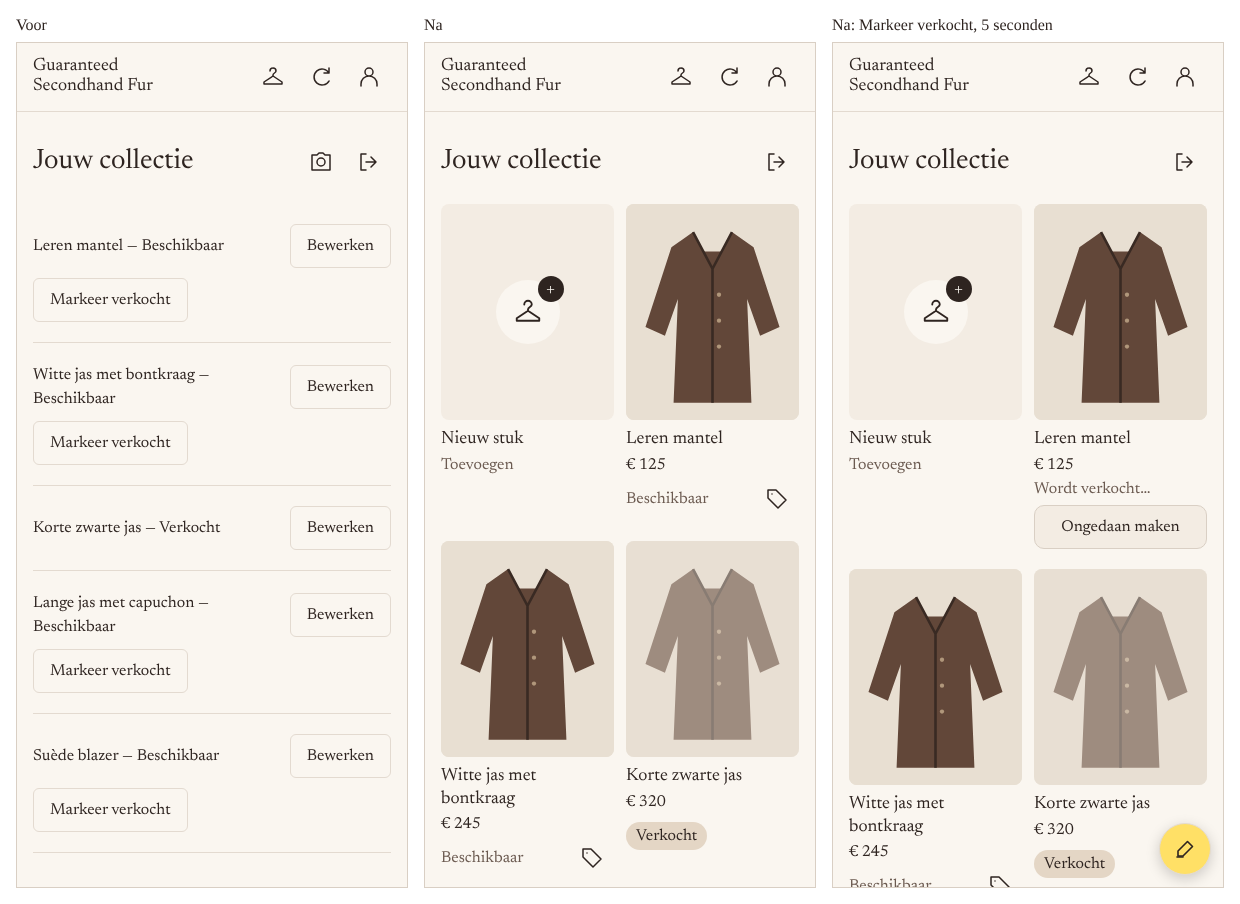 Voor
Guaranteed
Secondhand Fur
Jouw collectie
Leren mantel – Beschikbaar
Bewerken
Markeer verkocht
Witte jas met bontkraag –
Beschikbaar
Bewerken
Markeer verkocht
Korte zwarte jas – Verkocht
Bewerken
Lange jas met capuchon –
Beschikbaar
Bewerken
Markeer verkocht
Suède blazer – Beschikbaar
Bewerken
Markeer verkocht
Na
Guaranteed
Secondhand Fur
Jouw collectie
+
Nieuw stuk
Toevoegen
Leren mantel
€ 125
Beschikbaar
Witte jas met
bontkraag
€ 245
Beschikbaar
Korte zwarte jas
€ 320
Verkocht
Na: Markeer verkocht, 5 seconden
Guaranteed
Secondhand Fur
Jouw collectie
+
Nieuw stuk
Toevoegen
Leren mantel
€ 125
Wordt verkocht...
Ongedaan maken
Witte jas met
bontkraag
€ 245
Beschikbaar
Korte zwarte jas
€ 320
Verkocht